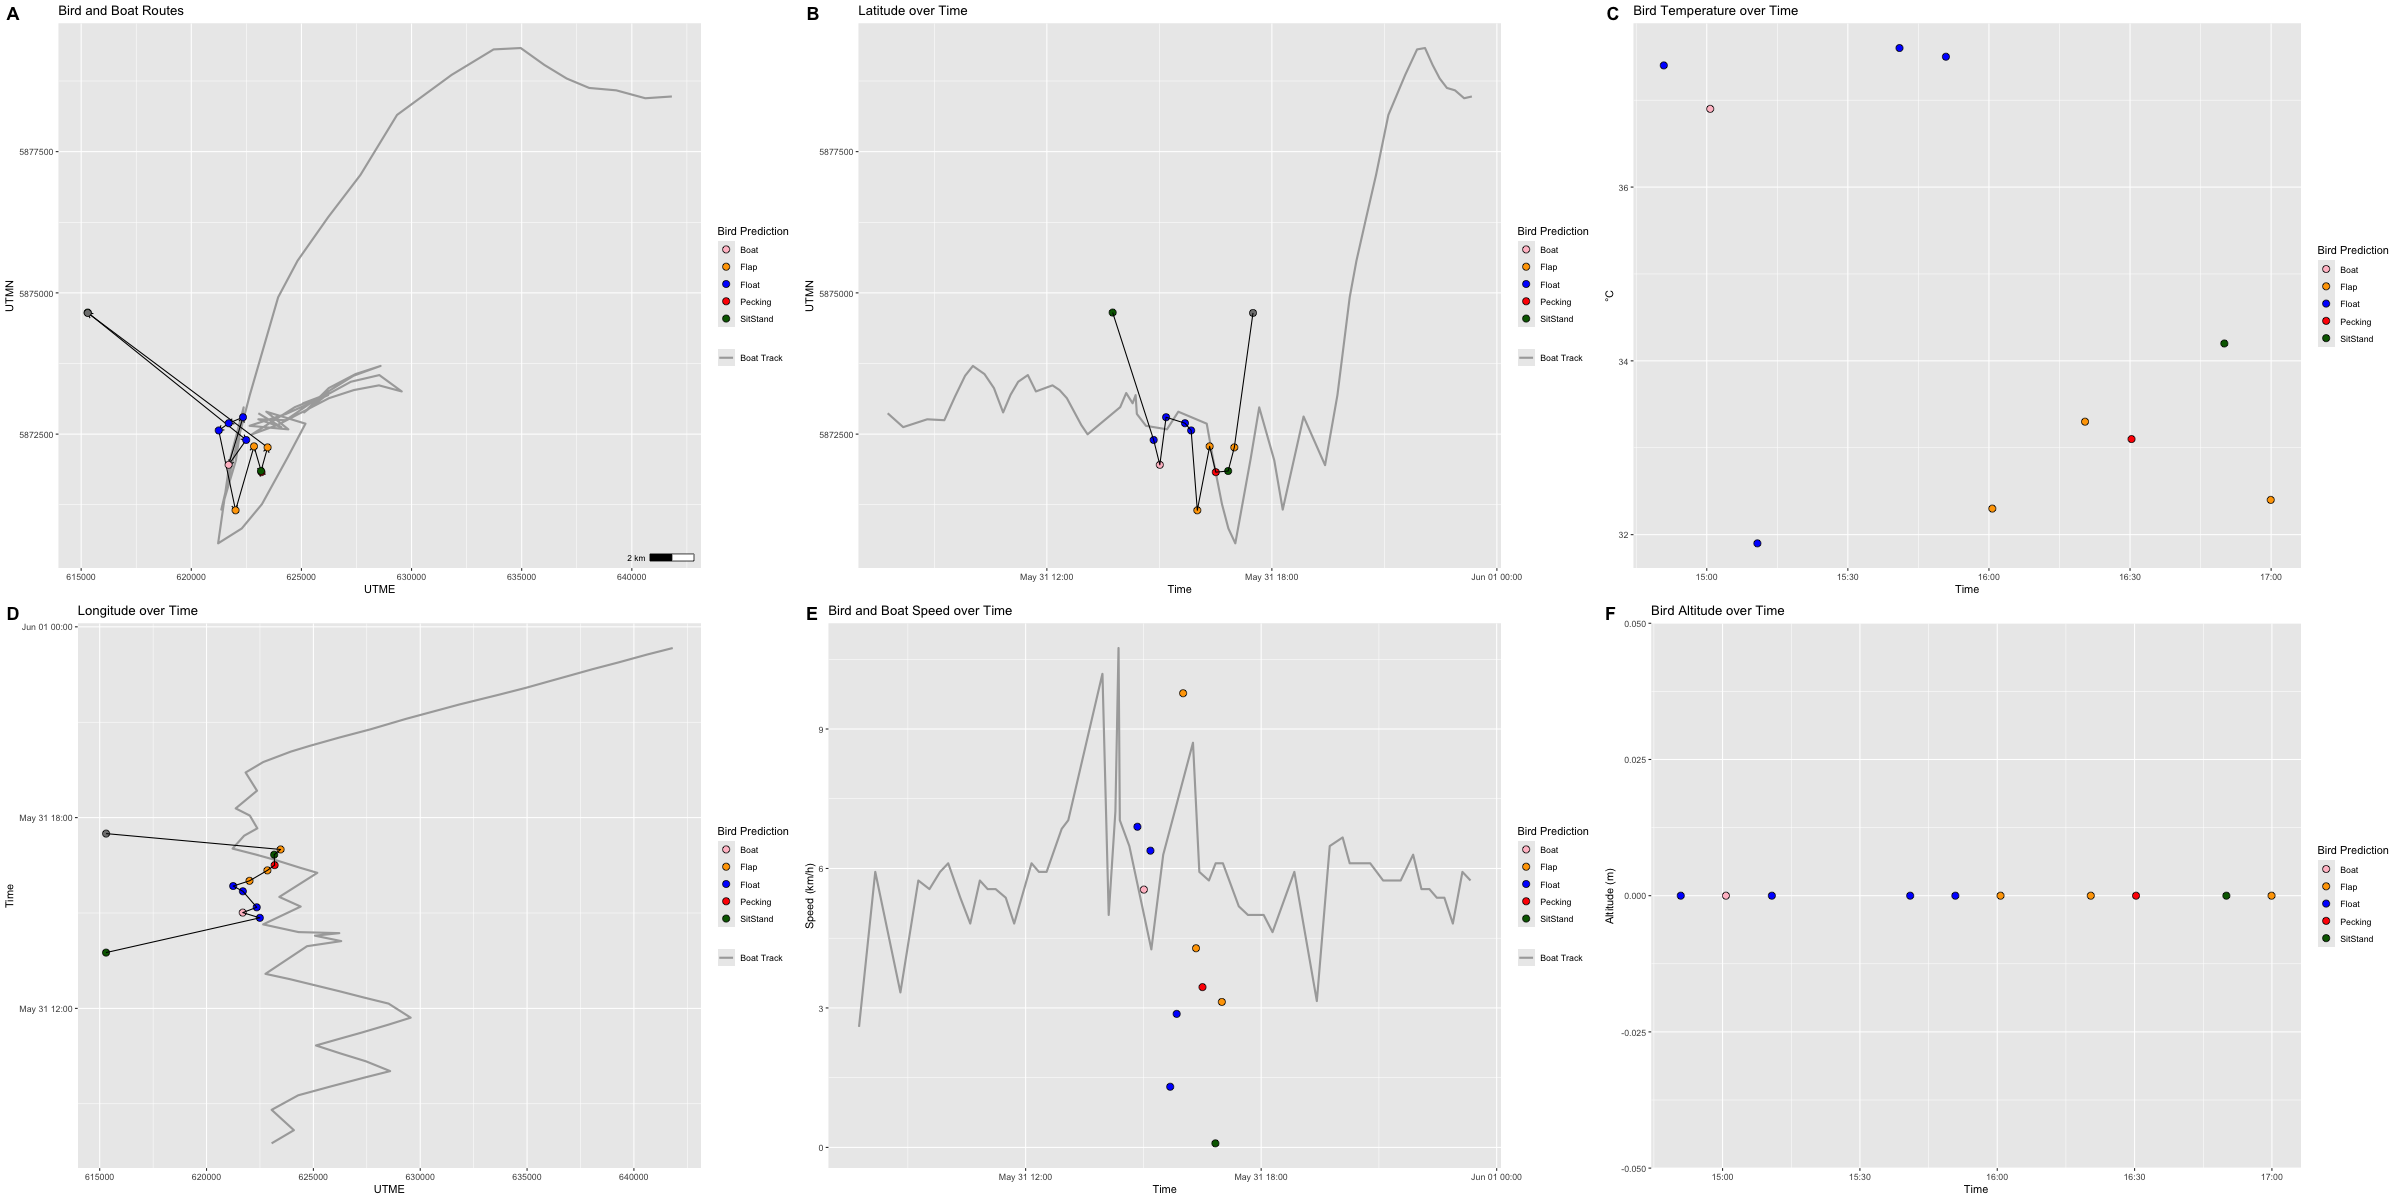 A Bird and Boat Routes
5877500
5875000
5872500
UTMN
615000 620000 625000 630000 635000 640000
UTME
2 km
Bird Prediction
Boat
Flap
Float
Pecking
SitStand
Boat Track
B Latitude over Time
5877500
5875000
5872500
UTMN
May 31 12:00 May 31 18:00 Jun 01 00:00
Time
Bird Prediction
Boat
Flap
Float
Pecking
SitStand
Boat Track
C Bird Temperature over Time
36
34
32
°C
15:00 15:30 16:00 16:30 17:00
Time
Bird Prediction
Boat
Flap
Float
Pecking
SitStand
D Longitude over Time
Jun 01 00:00
May 31 18:00
May 31 12:00
Time
615000 620000 625000 630000 635000 640000
UTME
Bird Prediction
Boat
Flap
Float
Pecking
SitStand
Boat Track
E Bird and Boat Speed over Time
9
6
3
0
Speed (km/h)
May 31 12:00 May 31 18:00 Jun 01 00:00
Time
Bird Prediction
Boat
Flap
Float
Pecking
SitStand
Boat Track
F Bird Altitude over Time
0.050
0.025
0.000
-0.025
-0.050
Altitude (m)
15:00 15:30 16:00 16:30 17:00
Time
Bird Prediction
Boat
Flap
Float
Pecking
SitStand